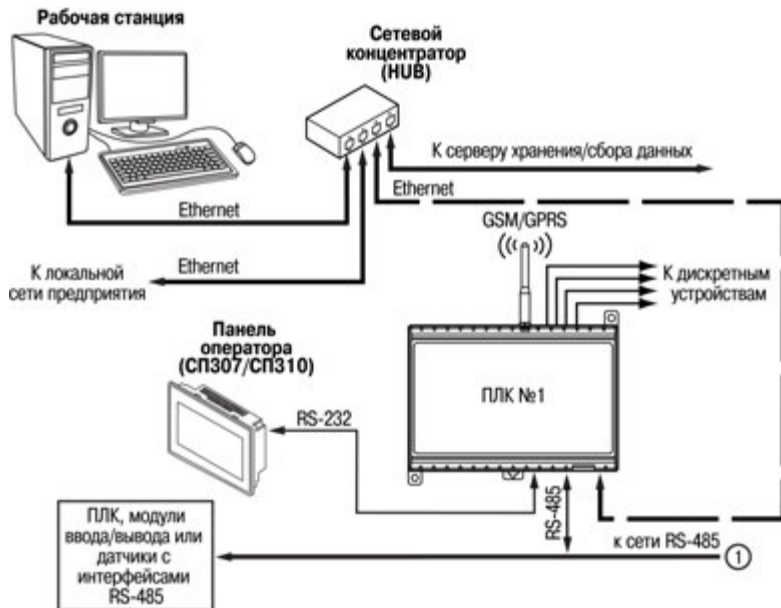 Рабочая станция
Сетевой
концентратор
(HUB)
К серверу хранения/сбора данных
Ethernet
Ethernet
GSM/GPRS
Ethernet
К локальной
сети предприятия
К дискретным
устройствам
Панель
оператора
(СП307/СП310)
ПЛК №1
RS-232
RS-485
ПЛК, модули
ввода/вывода или
датчики с
интерфейсами
RS-485
к сети RS-485
1